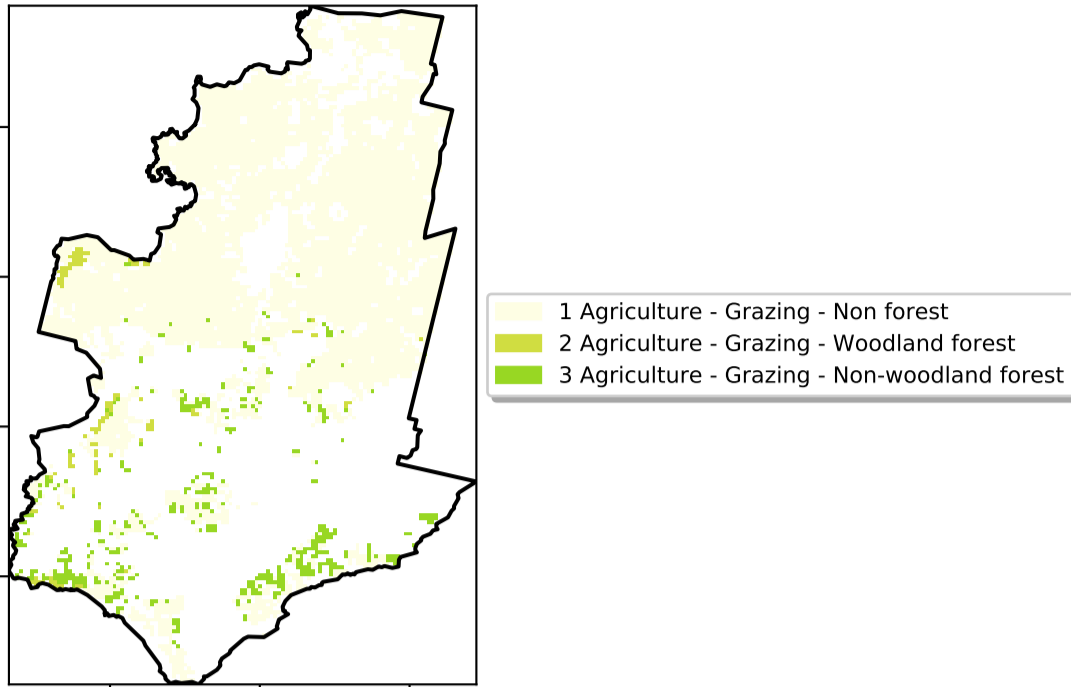 1 Agriculture - Grazing - Non forest
2 Agriculture - Grazing - Woodland forest
3 Agriculture - Grazing - Non-woodland forest